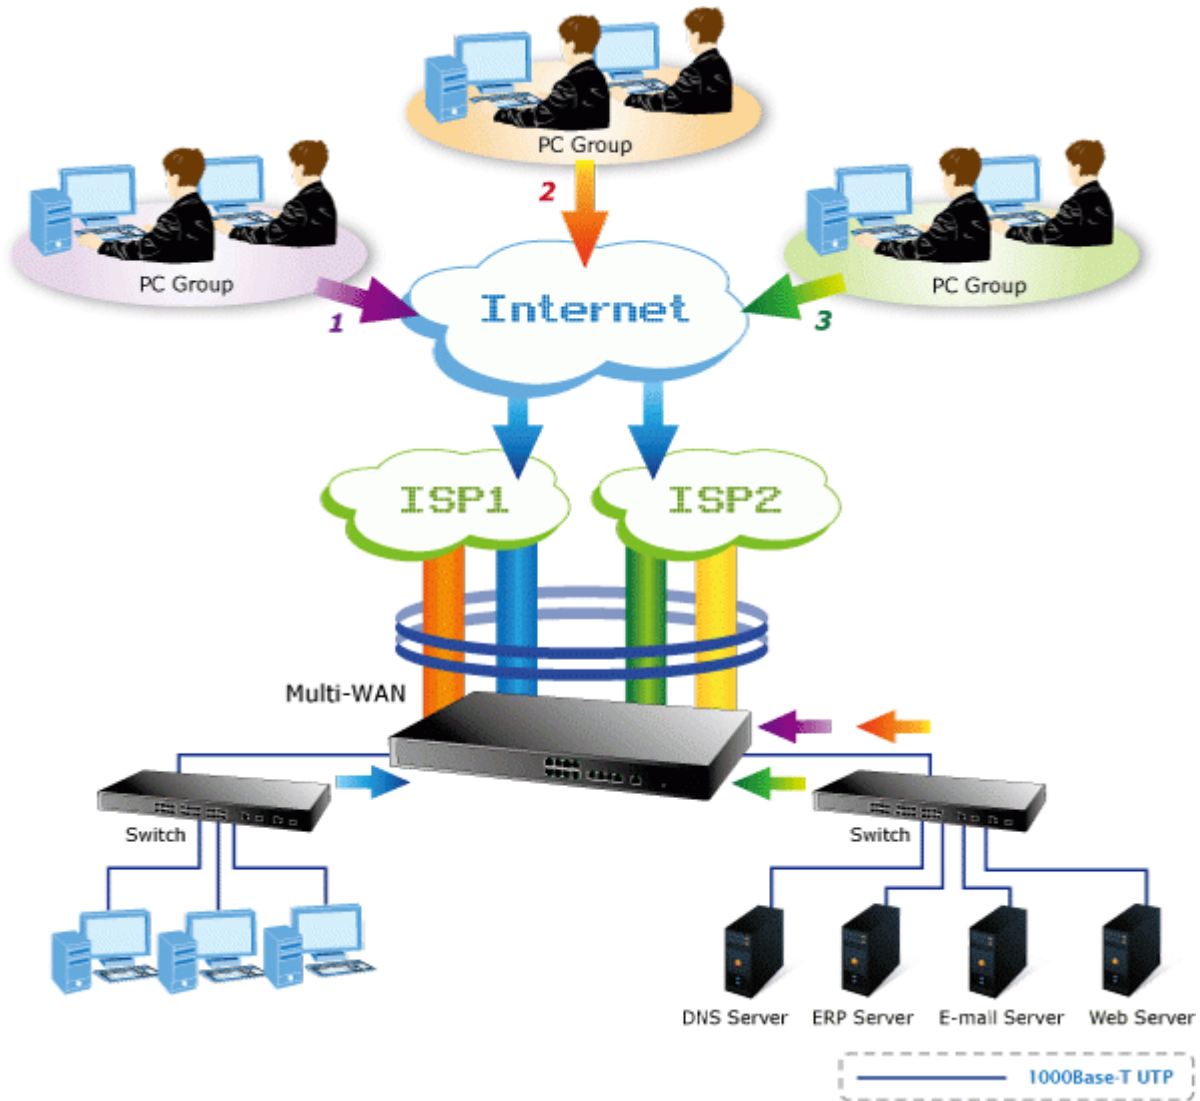 PC Group
2
PC Group
PC Group
1
3
Internet
ISP1
ISP2
Multi-WAN
Switch
Switch
DNS Server
ERP Server
E-mail Server
Web Server
1000Base-T UTP